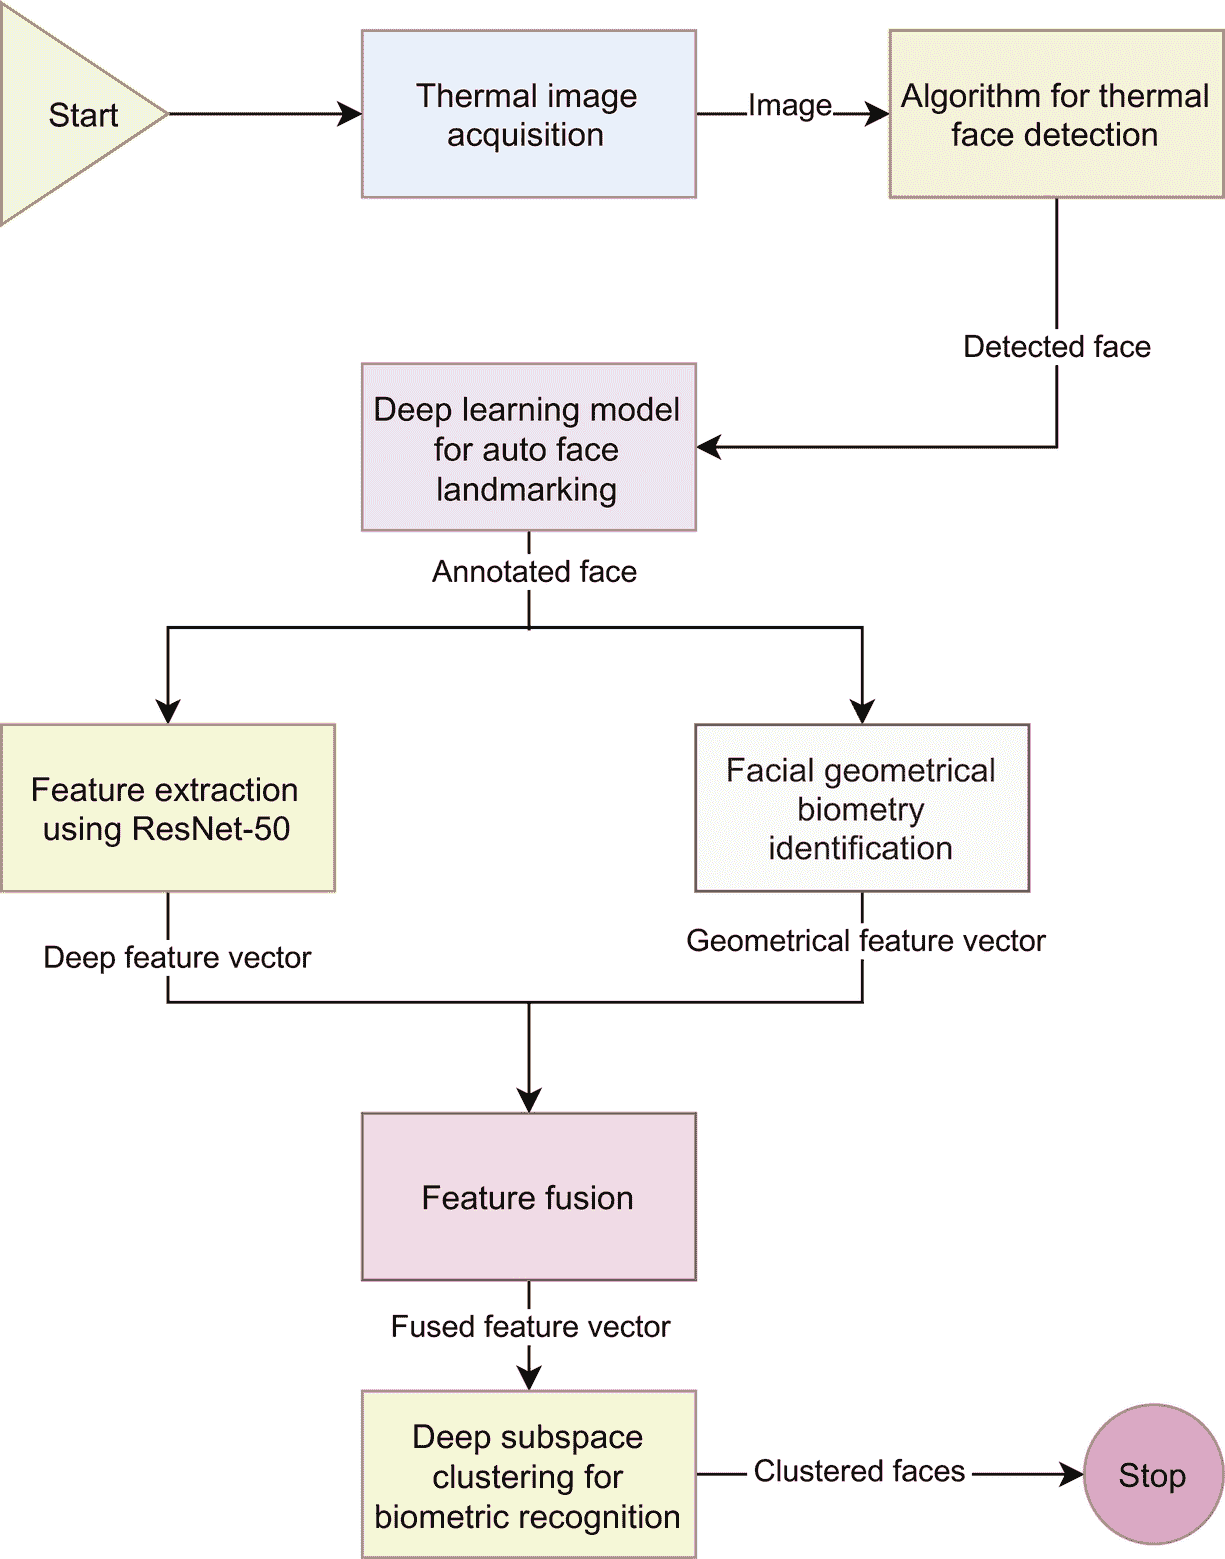 Start
Thermal image
acquisition
Image
Algorithm for thermal
face detection
Detected face
Deep learning model
for auto face
landmarking
Annotated face
Feature extraction
using ResNet-50
Facial geometrical
biometry
identification
Deep feature vector
Geometrical feature vector
Feature fusion
Fused feature vector
Deep subspace
clustering for
biometric recognition
Clustered faces
Stop